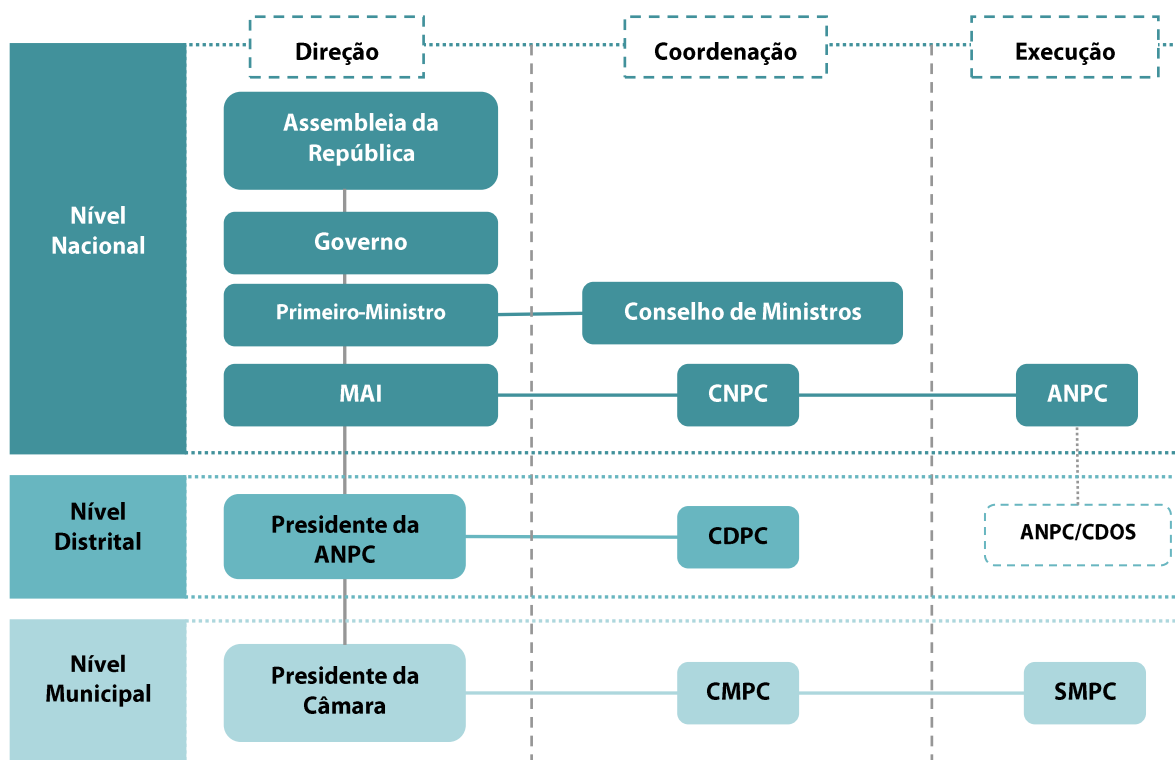 Direção
Coordenação
Execução
Nível
Nacional
Assembleia da
República
Governo
Primeiro-Ministro
Conselho de Ministros
MAI
CNPC
ANPC
Nível
Distrital
Presidente da
ANPC
CDPC
ANPC/CDOS
Nível
Municipal
Presidente da
Câmara
CMPC
SMPC